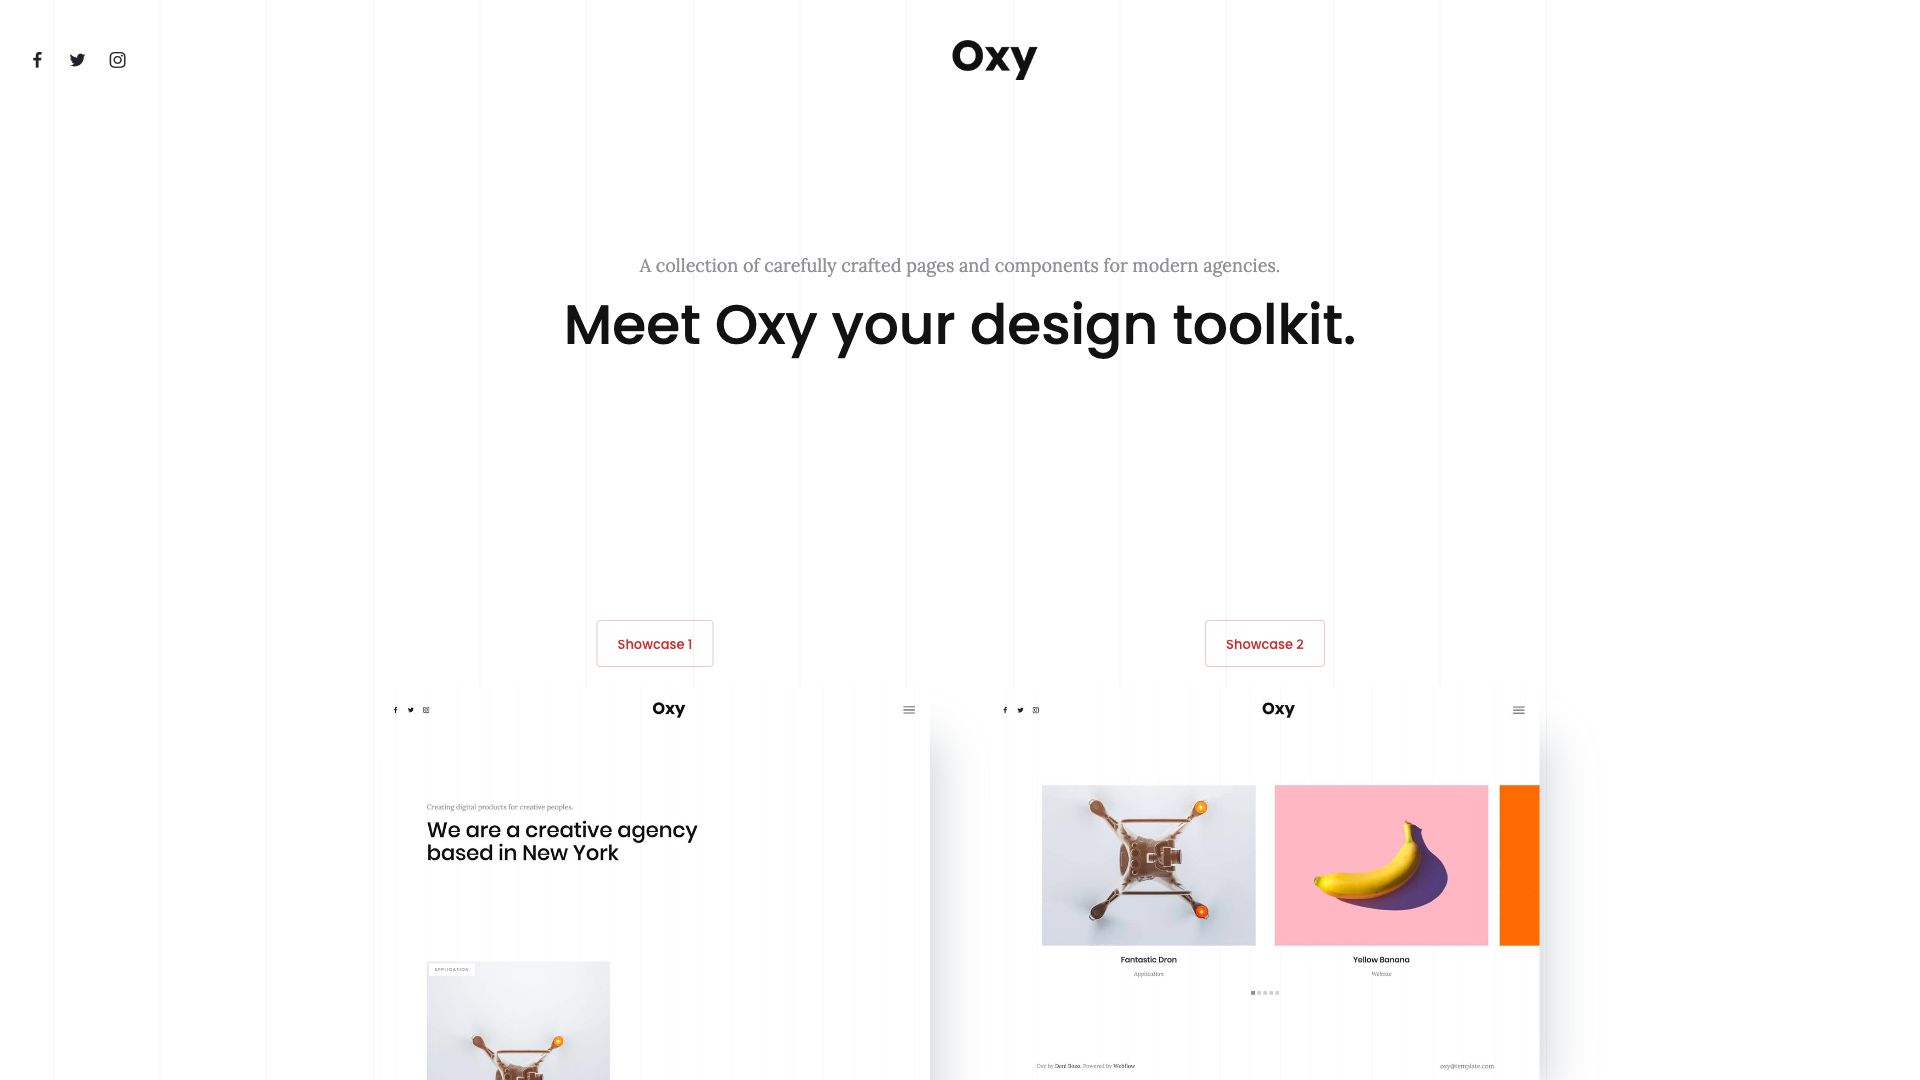 Oxy
A collection of carefully crafted pages and components for modern agencies.
Meet Oxy your design toolkit.
Showcase 1
Showcase 2
Oxy
Creating digital products for creative peoples.
We are a creative agency
based in New York
APPLICATION
Oxy
Fantastic Dron
Application
Yellow Banana
Website
Oxy by Deni Bozo, Powered by Webflow
oxy@template.com